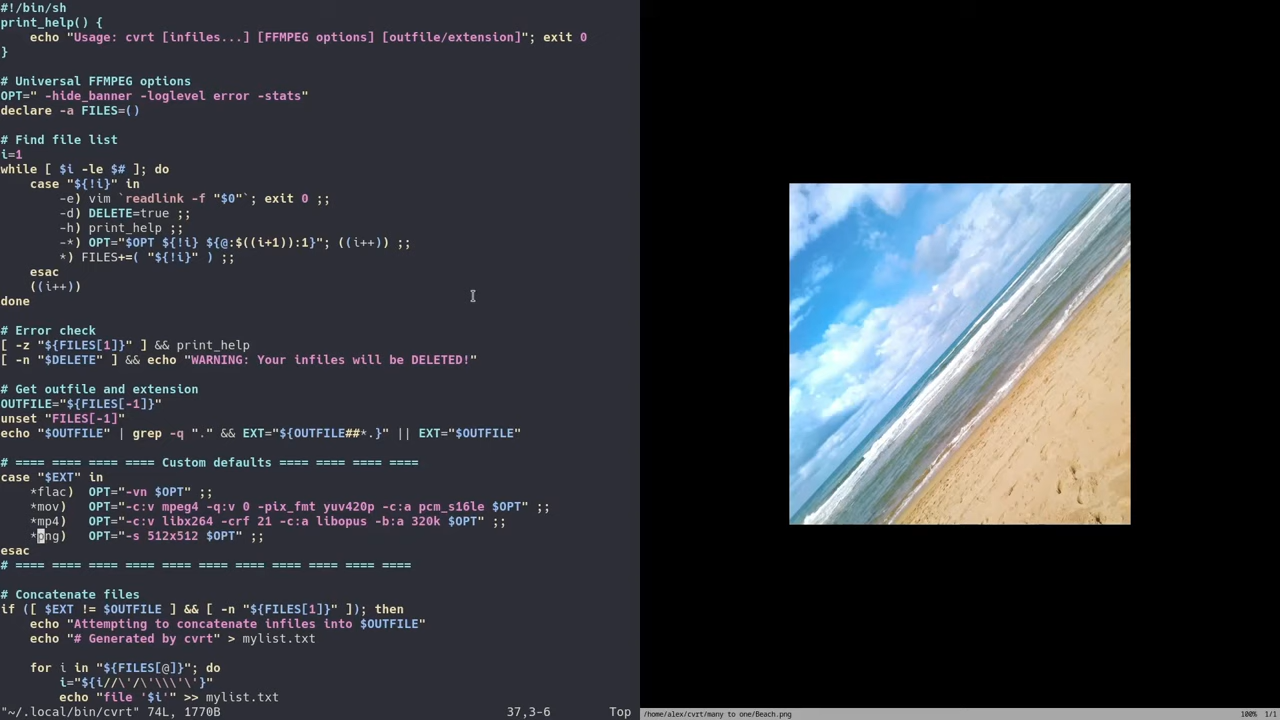 #!/bin/sh
print_help() {
    echo "Usage: cvrt [infiles...] [FFMPEG options] [outfile/extension]"; exit 0
}
# Universal FFMPEG options
OPT=" -hide_banner -loglevel error -stats"
declare -a FILES=()
# Find file list
i=1
while [ $i -le $# ]; do
    case "${!i}" in
        -e) vim `readlink -f "$0"`; exit 0 ;;
        -d) DELETE=true ;;
        -h) print_help ;;
        -*) OPT="$OPT ${!i} ${@:$((i+1)):1}"; ((i++)) ;;
        *) FILES+=( "${!i}" ) ;;
    esac
    ((i++))
done
# Error check
[ -z "${FILES[1]}" ] && print_help
[ -n "$DELETE" ] && echo "WARNING: Your infiles will be DELETED!"
# Get outfile and extension
OUTFILE="${FILES[-1]}"
unset "FILES[-1]"
echo "$OUTFILE" | grep -q "." && EXT="${OUTFILE##*.}" || EXT="$OUTFILE"
# ==== ==== ==== ==== Custom defaults ==== ==== ==== ====
case "$EXT" in
    *flac)  OPT="-vn $OPT" ;;
    *mov)   OPT="-c:v mpeg4 -q:v 0 -pix_fmt yuv420p -c:a pcm_s16le $OPT" ;;
    *mp4)   OPT="-c:v libx264 -crf 21 -c:a libopus -b:a 320k $OPT" ;;
    *png)   OPT="-s 512x512 $OPT" ;;
esac
# ==== ==== ==== ==== ==== ==== ==== ==== ==== ==== ====
# Concatenate files
if ([ $EXT != $OUTFILE ] && [ -n "${FILES[1]}" ]); then
    echo "Attempting to concatenate infiles into $OUTFILE"
    echo "# Generated by cvrt" > mylist.txt
    for i in "${FILES[@]}"; do
        i="${i//\'/\'\\\'\'}"
        echo "file '$i'" >> mylist.txt
"~/.local/bin/cvrt" 74L, 1770B 37,3-6 Top
/home/alex/cvrt/many to one/Beach.png 100% 1/1